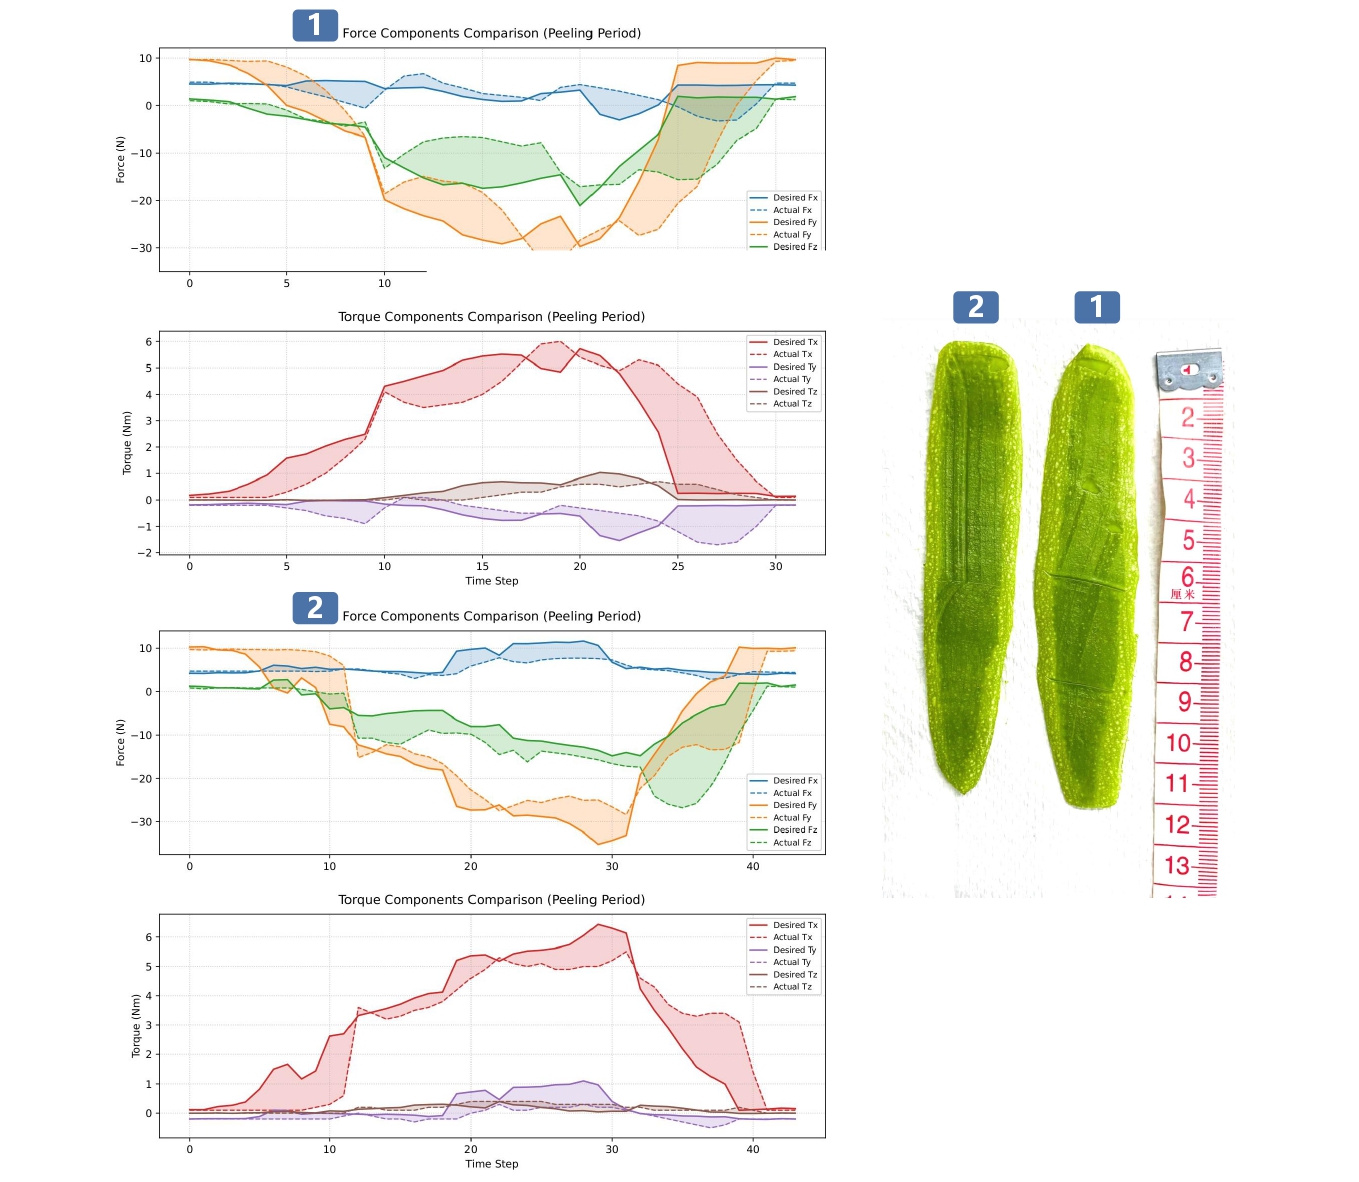 1
Force Components Comparison (Peeling Period)
10
0
−10
−20
−30
Force (N)
Desired Fx
Actual Fx
Desired Fy
Actual Fy
Desired Fz
0 5 10
Torque Components Comparison (Peeling Period)
6
5
4
3
2
1
0
−1
−2
Torque (Nm)
Desired Tx
Actual Tx
Desired Ty
Actual Ty
Desired Tz
Actual Tz
0 5 10 15 20 25 30
Time Step
2
Force Components Comparison (Peeling Period)
10
0
−10
−20
−30
Force (N)
Desired Fx
Actual Fx
Desired Fy
Actual Fy
Desired Fz
Actual Fz
0 10 20 30 40
Torque Components Comparison (Peeling Period)
6
5
4
3
2
1
0
Torque (Nm)
Desired Tx
Actual Tx
Desired Ty
Actual Ty
Desired Tz
Actual Tz
0 10 20 30 40
Time Step
2 1
1
2
3
4
5
6
厘米
7
8
9
10
11
12
13